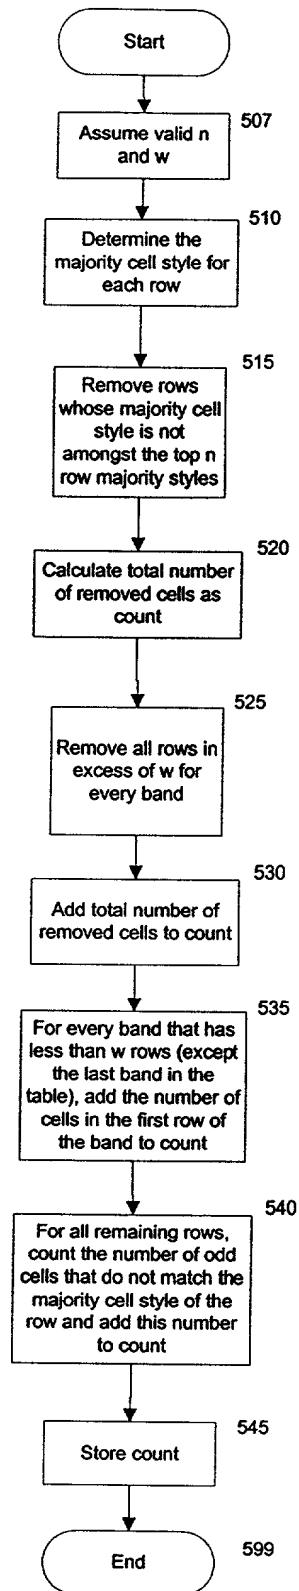 Start
507
Assume valid n
and w
510
Determine the
majority cell style for
each row
515
Remove rows
whose majority cell
style is not
amongst the top n
row majority styles
520
Calculate total number
of removed cells as
count
525
Remove all rows in
excess of w for
every band
530
Add total number of
removed cells to count
535
For every band that has
less than w rows (except
the last band in the
table), add the number of
cells in the first row of
the band to count
540
For all remaining rows,
count the number of odd
cells that do not match the
majority cell style of the
row and add this number
to count
545
Store count
599
End